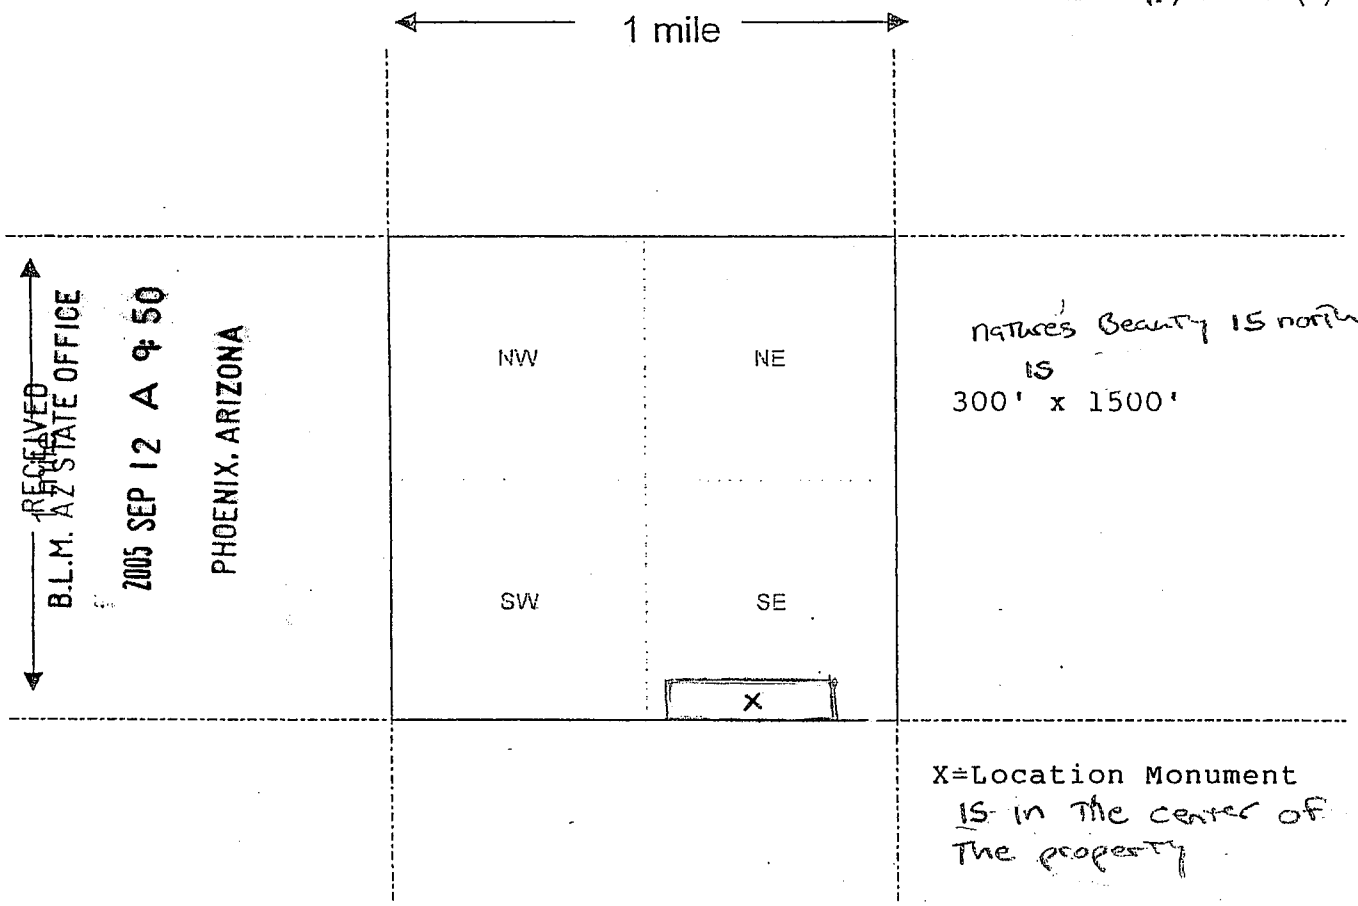 1 mile
RECEIVED
B.L.M. AZ STATE OFFICE
2005 SEP 12 A 9:50
PHOENIX, ARIZONA
NW
NE
SW
SE
X
nature's Beauty IS north
IS
300' x 1500'
X=Location Monument
IS in The center of
The property